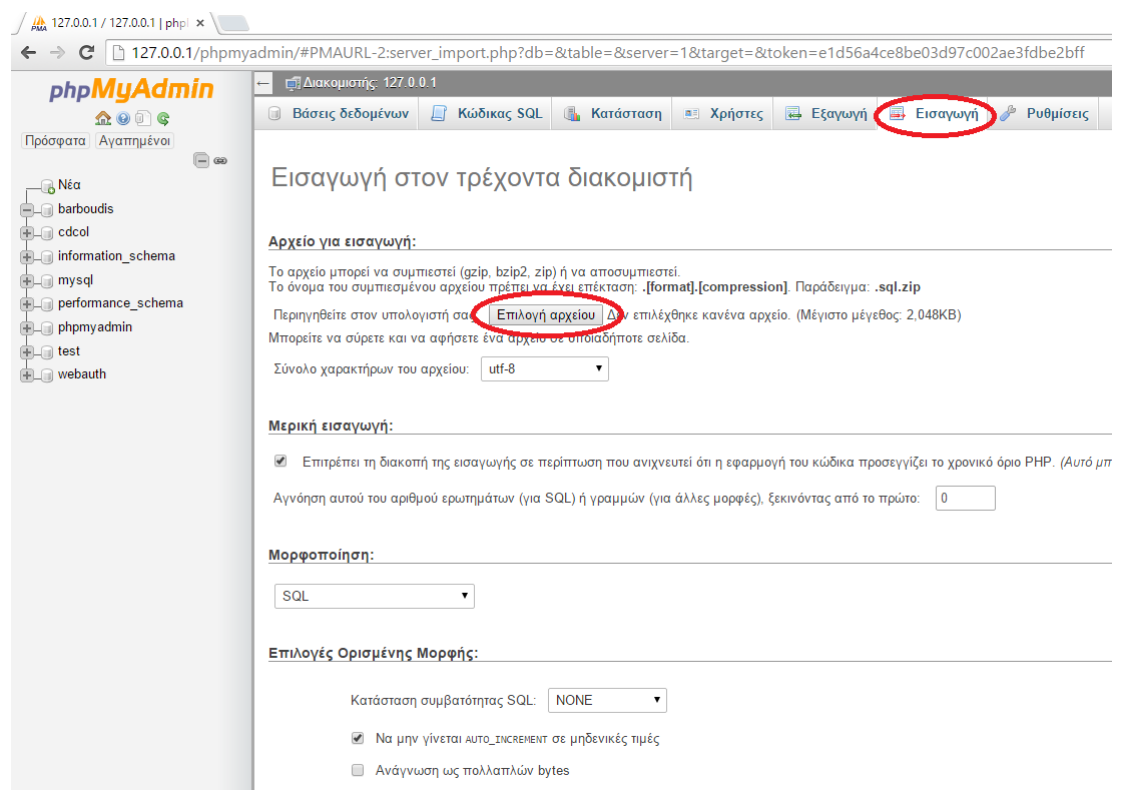 127.0.0.1 / 127.0.0.1 | phpl
127.0.0.1/phpmyadmin/#PMAURL-2:server_import.php?db=&table=&server=1&target=&token=e1d56a4ce8be03d97c002ae3fdbe2bff
phpMyAdmin
Πρόσφατα Αγαπημένοι
Νέα
barboudis
cdcol
information_schema
mysql
performance_schema
phpmyadmin
test
webauth
Διακομιστής: 127.0.0.1
Βάσεις δεδομένων Κώδικας SQL Κατάσταση Χρήστες Εξαγωγή Εισαγωγή Ρυθμίσεις
Εισαγωγή στον τρέχοντα διακομιστή
Αρχείο για εισαγωγή:
Το αρχείο μπορεί να συμπιεστεί (gzip, bzip2, zip) ή να αποσυμπιεστεί.
Το όνομα του συμπιεσμένου αρχείου πρέπει να έχει επέκταση: .[format].[compression]. Παράδειγμα: .sql.zip
Περιηγηθείτε στον υπολογιστή σας: Επιλογή αρχείου Δεν επιλέχθηκε κανένα αρχείο. (Μέγιστο μέγεθος: 2,048KB)
Μπορείτε να σύρετε και να αφήσετε ένα αρχείο σε οποιαδήποτε σελίδα.
Σύνολο χαρακτήρων του αρχείου: utf-8
Μερική εισαγωγή:
Επιτρέπει τη διακοπή της εισαγωγής σε περίπτωση που ανιχνευτεί ότι η εφαρμογή του κώδικα προσεγγίζει το χρονικό όριο PHP. (Αυτό μπ
Αγνόηση αυτού του αριθμού ερωτημάτων (για SQL) ή γραμμών (για άλλες μορφές), ξεκινόντας από το πρώτο: 0
Μορφοποίηση:
SQL
Επιλογές Ορισμένης Μορφής:
Κατάσταση συμβατότητας SQL: NONE
Να μην γίνεται AUTO_INCREMENT σε μηδενικές τιμές
Ανάγνωση ως πολλαπλών bytes